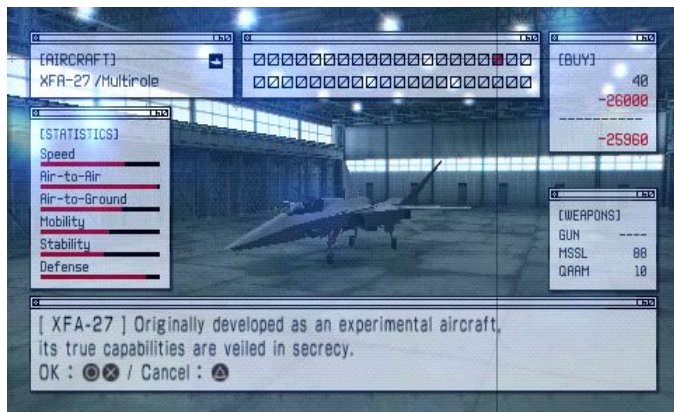 [AIRCRAFT]
XFA-27 /Multirole
[BUY]
40
-26000
----------
-25960
[STATISTICS]
Speed
Air-to-Air
Air-to-Ground
Mobility
Stability
Defense
[WEAPONS]
GUN ----
MSSL 88
QAAM 10
[ XFA-27 ] Originally developed as an experimental aircraft,
its true capabilities are veiled in secrecy.
OK : / Cancel :